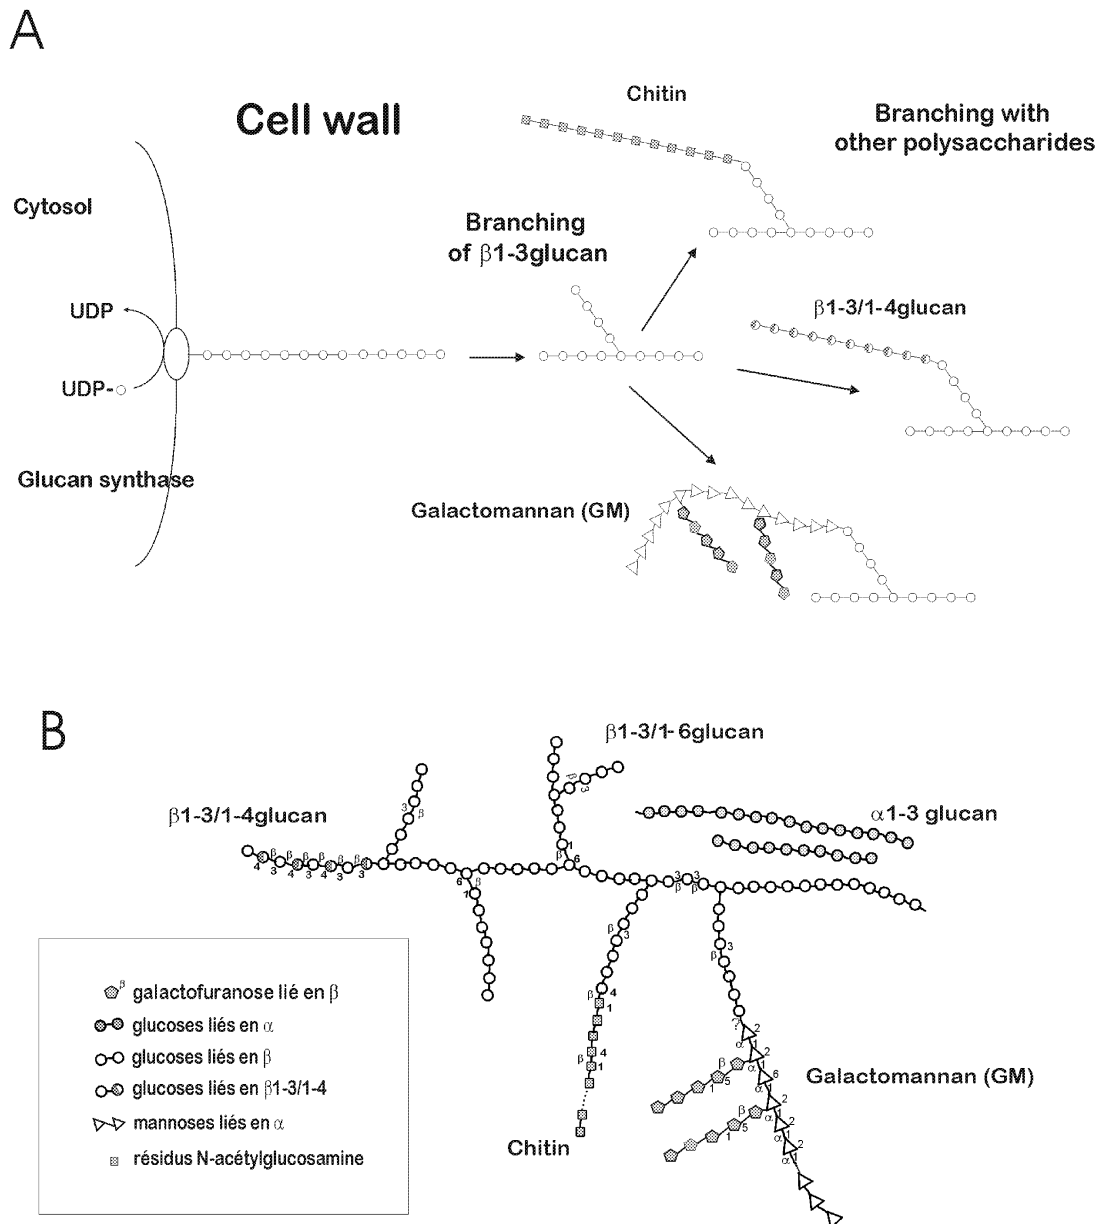 A
Cell wall
Chitin
Branching with
other polysaccharides
Cytosol
Branching
of β1-3glucan
UDP
β1-3/1-4glucan
UDP-
Glucan synthase
Galactomannan (GM)
B
β1-3/1-6glucan
β1-3/1-4glucan
α1-3 glucan
galactofuranose lié en β
glucoses liés en α
glucoses liés en β
glucoses liés en β1-3/1-4
mannoses liés en α
résidus N-acétylglucosamine
Chitin
Galactomannan (GM)